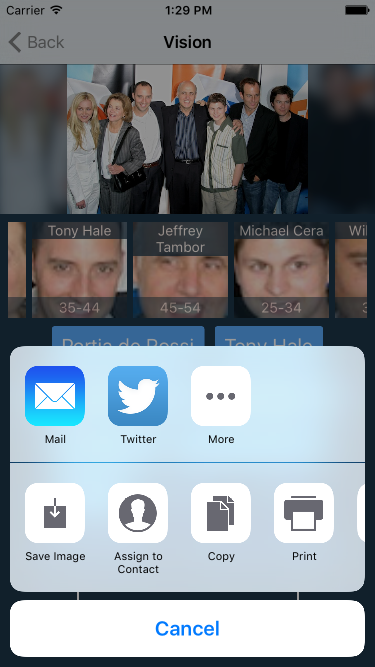 Carrier
1:29 PM
Back
Vision
Tony Hale
Jeffrey
Tambor
Michael Cera
Wil
35-44
45-54
25-34
3
Portia de Rossi
Tony Hale
Mail
Twitter
More
Save Image
Assign to
Contact
Copy
Print
Cancel